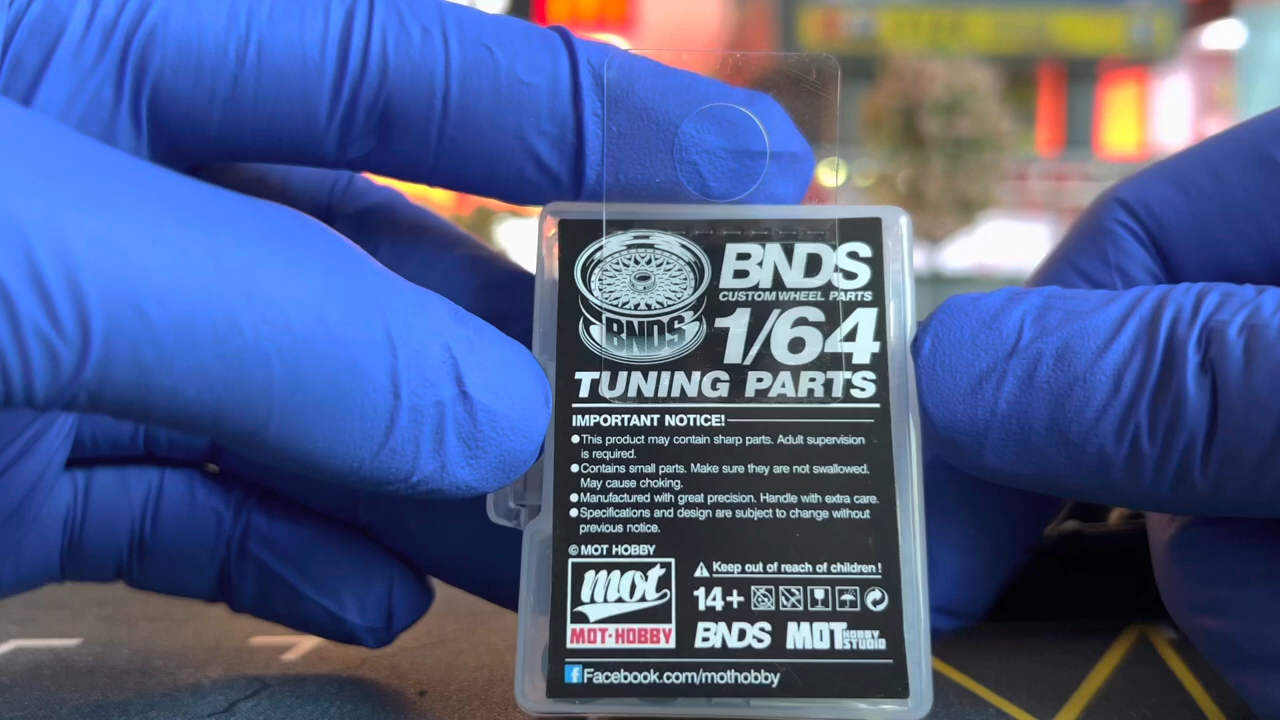 BNDS
BNDS
CUSTOM WHEEL PARTS
1/64
TUNING PARTS
IMPORTANT NOTICE!
This product may contain sharp parts. Adult supervision
is required.
Contains small parts. Make sure they are not swallowed.
May cause choking.
Manufactured with great precision. Handle with extra care.
Specifications and design are subject to change without
previous notice.
© MOT HOBBY
mot
MOT·HOBBY
Keep out of reach of children !
14+
BNDS MOT HOBBY STUDIO
Facebook.com/mothobby